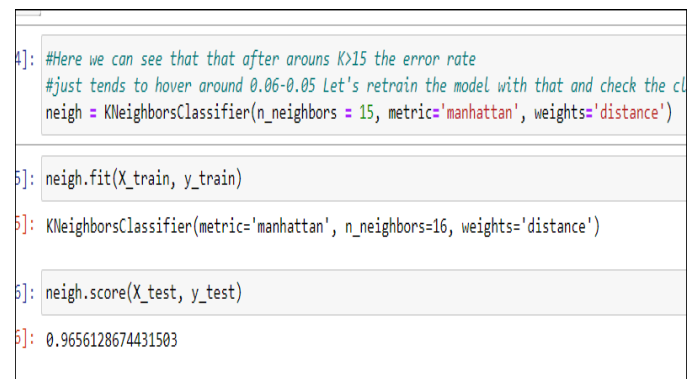 4]: #Here we can see that that after arouns K>15 the error rate
#just tends to hover around 0.06-0.05 Let's retrain the model with that and check the cl
neigh = KNeighborsClassifier(n_neighbors = 15, metric='manhattan', weights='distance')
5]: neigh.fit(X_train, y_train)
5]: KNeighborsClassifier(metric='manhattan', n_neighbors=16, weights='distance')
6]: neigh.score(X_test, y_test)
6]: 0.9656128674431503